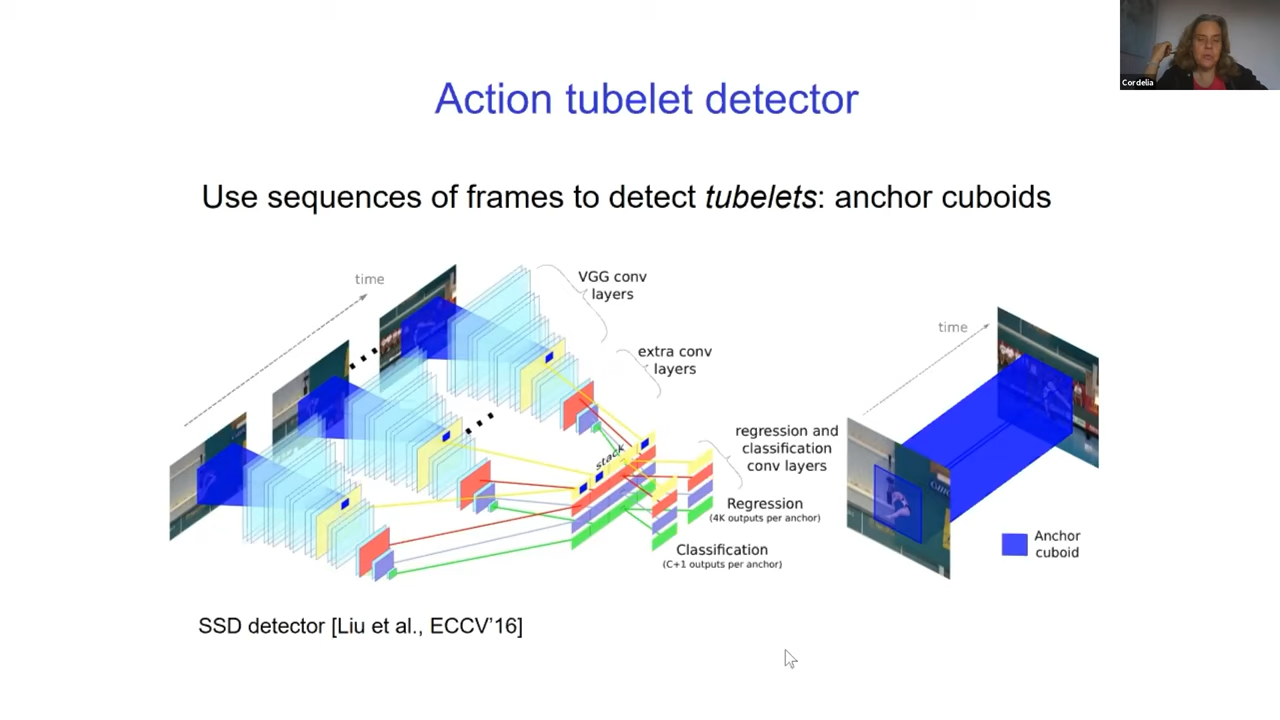 Cordelia
Action tubelet detector
Use sequences of frames to detect tubelets: anchor cuboids
time
VGG conv
layers
extra conv
layers
stack
regression and
classification
conv layers
Regression
(4K outputs per anchor)
Classification
(C+1 outputs per anchor)
time
Anchor
cuboid
SSD detector [Liu et al., ECCV'16]